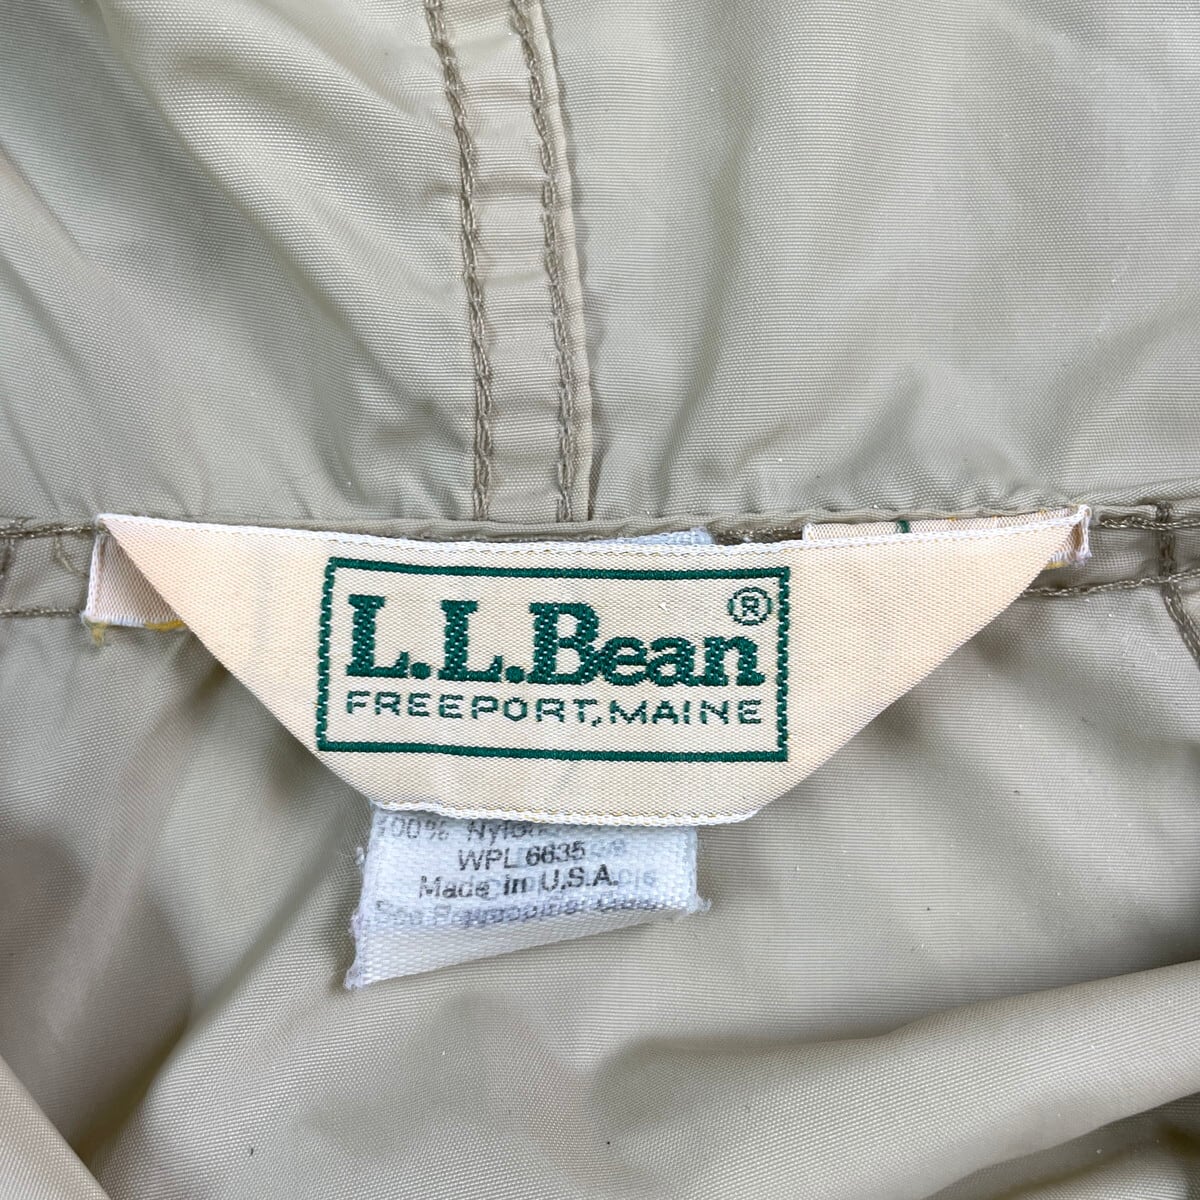 L.L.Bean®
FREEPORT, MAINE
100% Nylon
WPL 6635
Made in U.S.A.